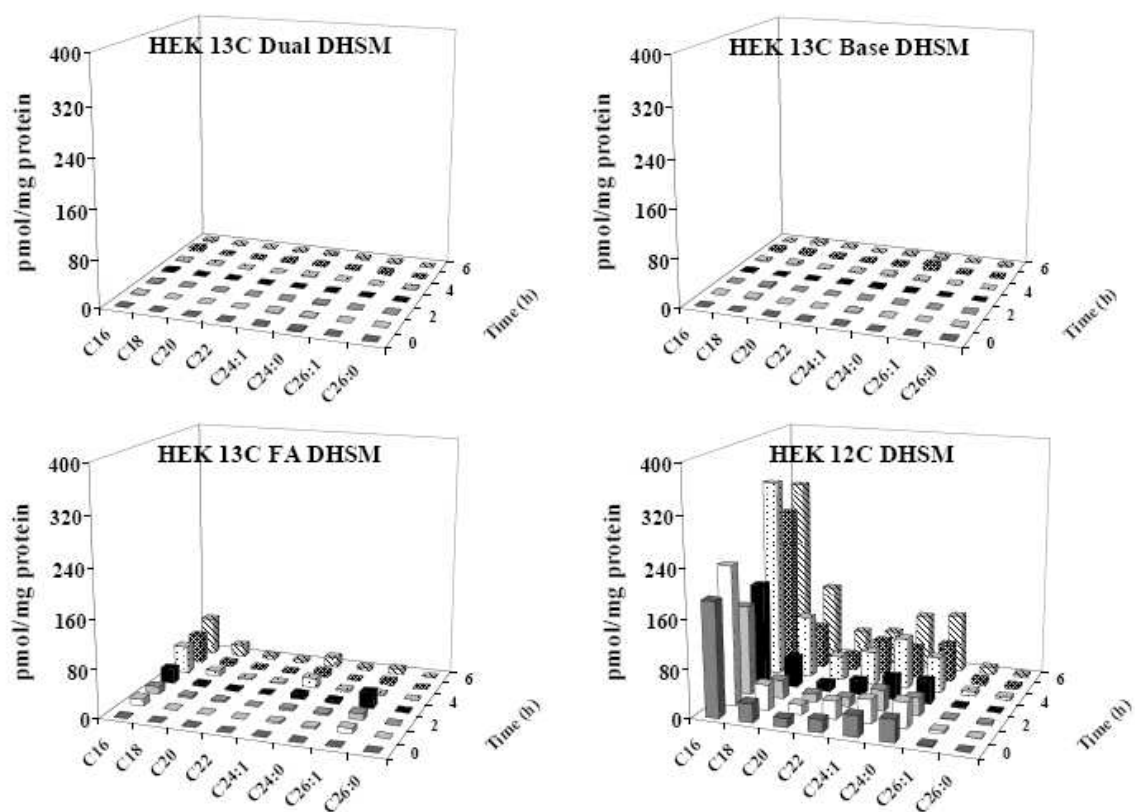 HEK 13C Dual DHSM
pmol/mg protein
400
320
240
160
80
0
C16
C18
C20
C22
C24:1
C24:0
C26:1
C26:0
0
2
4
6
Time (h)
HEK 13C Base DHSM
pmol/mg protein
400
320
240
160
80
0
C16
C18
C20
C22
C24:1
C24:0
C26:1
C26:0
0
2
4
6
Time (h)
HEK 13C FA DHSM
pmol/mg protein
400
320
240
160
80
0
C16
C18
C20
C22
C24:1
C24:0
C26:1
C26:0
0
2
4
6
Time (h)
HEK 12C DHSM
pmol/mg protein
400
320
240
160
80
0
C16
C18
C20
C22
C24:1
C24:0
C26:1
C26:0
0
2
4
6
Time (h)